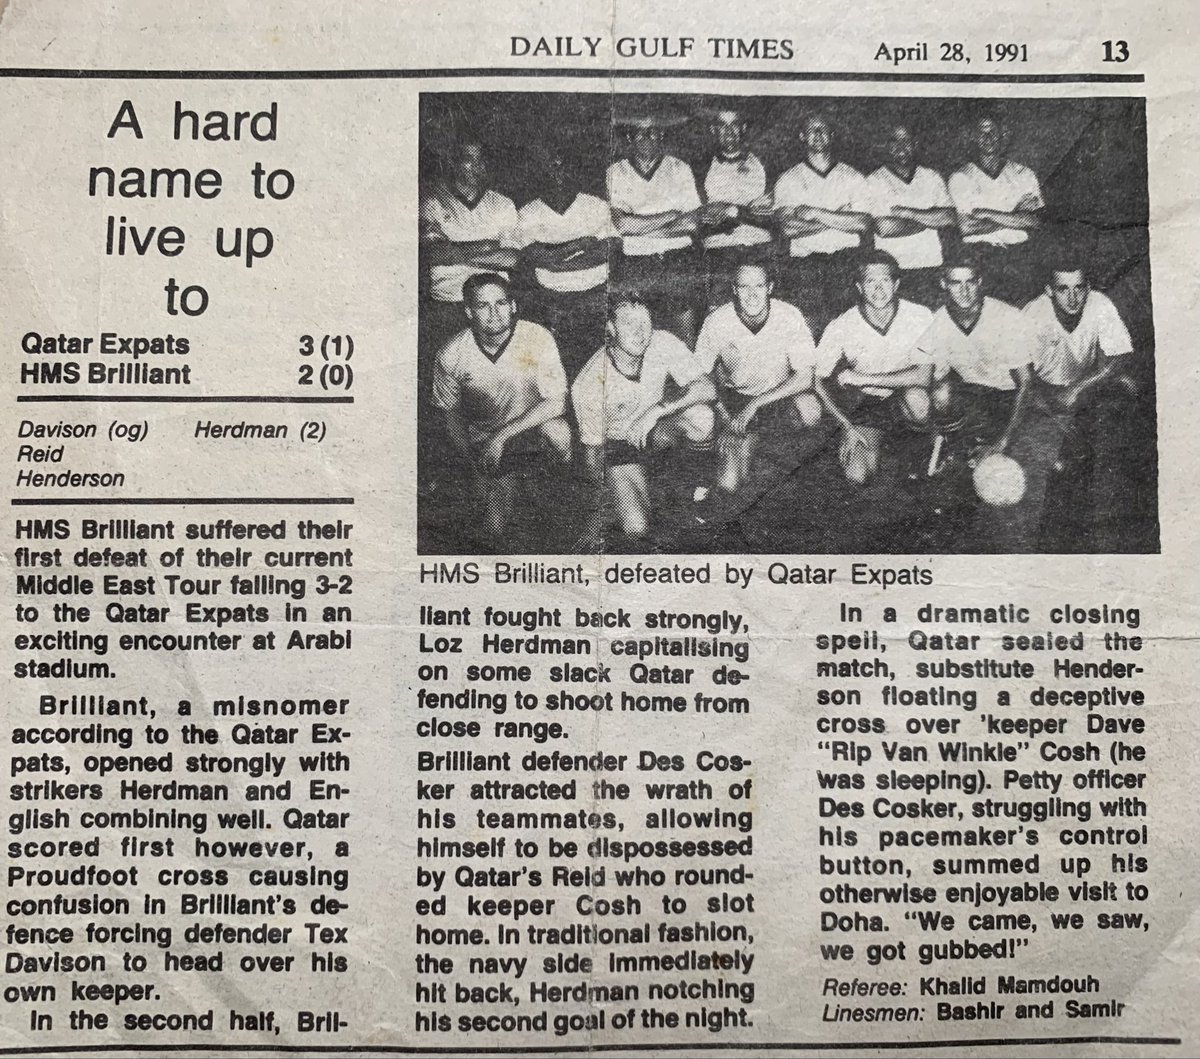 DAILY GULF TIMES April 28, 1991 13
A hard
name to
live up
to
Qatar Expats 3 (1)
HMS Brilliant 2 (0)
Davison (og) Herdman (2)
Reid
Henderson
HMS Brilliant suffered their
first defeat of their current
Middle East Tour falling 3-2
to the Qatar Expats in an
exciting encounter at Arabi
stadium.
Brilliant, a misnomer
according to the Qatar Ex-
pats, opened strongly with
strikers Herdman and En-
glish combining well. Qatar
scored first however, a
Proudfoot cross causing
confusion in Brilliant's de-
fence forcing defender Tex
Davison to head over his
own keeper.
In the second half, Bril-
HMS Brilliant, defeated by Qatar Expats
liant fought back strongly,
Loz Herdman capitalising
on some slack Qatar de-
fending to shoot home from
close range.
Brilliant defender Des Cos-
ker attracted the wrath of
his teammates, allowing
himself to be dispossessed
by Qatar's Reid who round-
ed keeper Cosh to slot
home. In traditional fashion,
the navy side immediately
hit back, Herdman notching
his second goal of the night.
In a dramatic closing
spell, Qatar sealed the
match, substitute Hender-
son floating a deceptive
cross over 'keeper Dave
"Rip Van Winkle" Cosh (he
was sleeping). Petty officer
Des Cosker, struggling with
his pacemaker's control
button, summed up his
otherwise enjoyable visit to
Doha. "We came, we saw,
we got gubbed!"
Referee: Khalid Mamdouh
Linesmen: Bashir and Samir